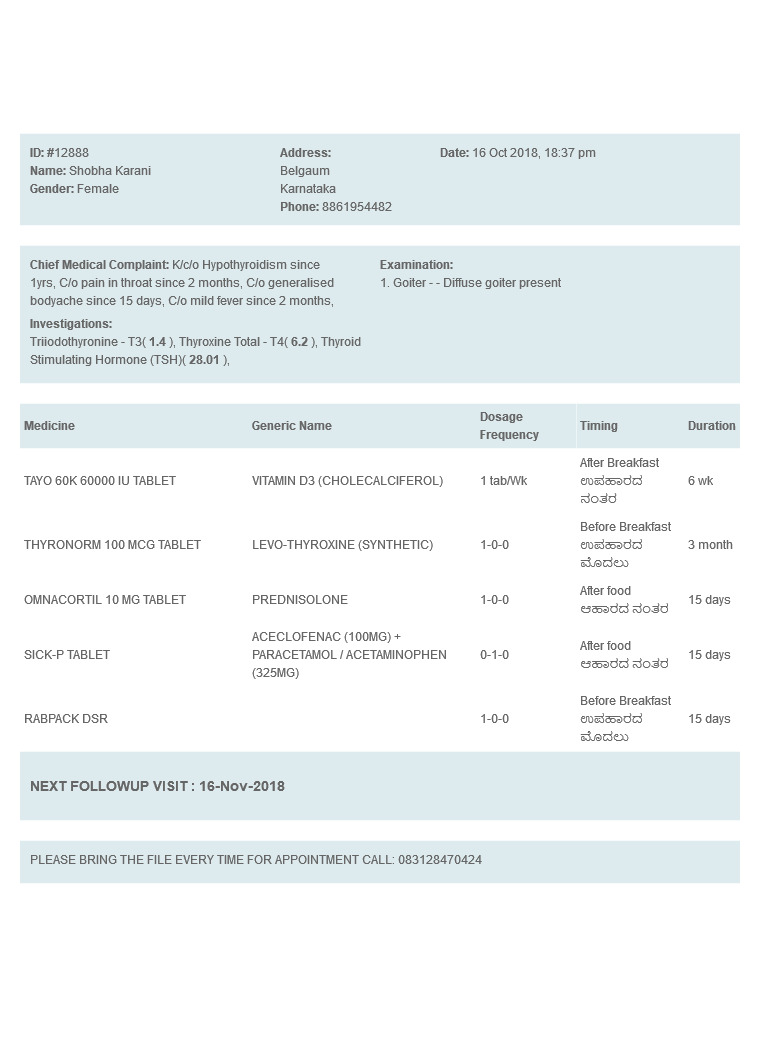 ID: #12888
Name: Shobha Karani
Gender: Female
Address:
Belgaum
Karnataka
Phone: 8861954482
Date: 16 Oct 2018, 18:37 pm
Chief Medical Complaint: K/c/o Hypothyroidism since
1yrs, C/o pain in throat since 2 months, C/o generalised
bodyache since 15 days, C/o mild fever since 2 months,
Investigations:
Triiodothyronine - T3( 1.4 ), Thyroxine Total - T4( 6.2 ), Thyroid
Stimulating Hormone (TSH)( 28.01 ),
Examination:
1. Goiter - - Diffuse goiter present
Medicine Generic Name Dosage Frequency Timing Duration
TAYO 60K 60000 IU TABLET VITAMIN D3 (CHOLECALCIFEROL) 1 tab/Wk After Breakfast ಉಪಹಾರದ ನಂತರ 6 wk
THYRONORM 100 MCG TABLET LEVO-THYROXINE (SYNTHETIC) 1-0-0 Before Breakfast ಉಪಹಾರದ ಮೊದಲು 3 month
OMNACORTIL 10 MG TABLET PREDNISOLONE 1-0-0 After food ಆಹಾರದ ನಂತರ 15 days
SICK-P TABLET ACECLOFENAC (100MG) + PARACETAMOL / ACETAMINOPHEN (325MG) 0-1-0 After food ಆಹಾರದ ನಂತರ 15 days
RABPACK DSR 1-0-0 Before Breakfast ಉಪಹಾರದ ಮೊದಲು 15 days
NEXT FOLLOWUP VISIT : 16-Nov-2018
PLEASE BRING THE FILE EVERY TIME FOR APPOINTMENT CALL: 083128470424